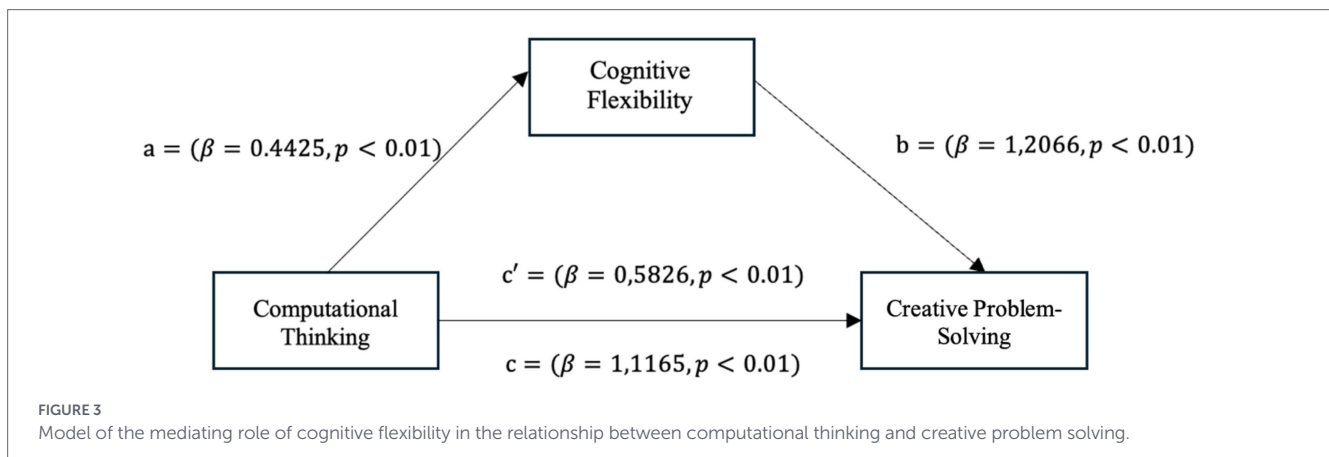 Cognitive
Flexibility
a = (β = 0.4425, p < 0.01)
b = (β = 1,2066, p < 0.01)
c′ = (β = 0,5826, p < 0.01)
Computational
Thinking
Creative Problem-
Solving
c = (β = 1,1165, p < 0.01)
FIGURE 3
Model of the mediating role of cognitive flexibility in the relationship between computational thinking and creative problem solving.